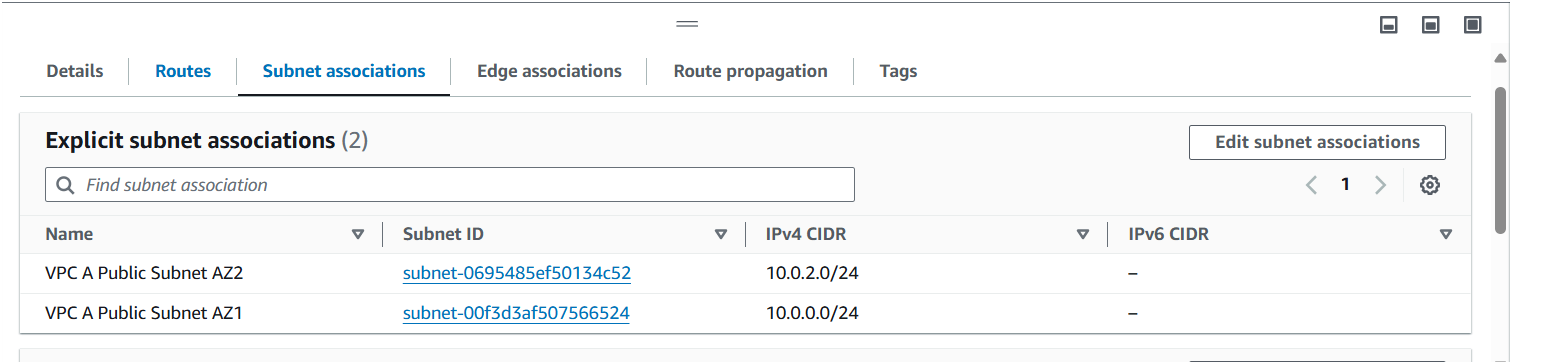 Details Routes Subnet associations Edge associations Route propagation Tags
Explicit subnet associations (2) Edit subnet associations
Find subnet association 1
Name Subnet ID IPv4 CIDR IPv6 CIDR
VPC A Public Subnet AZ2 subnet-0695485ef50134c52 10.0.2.0/24 –
VPC A Public Subnet AZ1 subnet-00f3d3af507566524 10.0.0.0/24 –